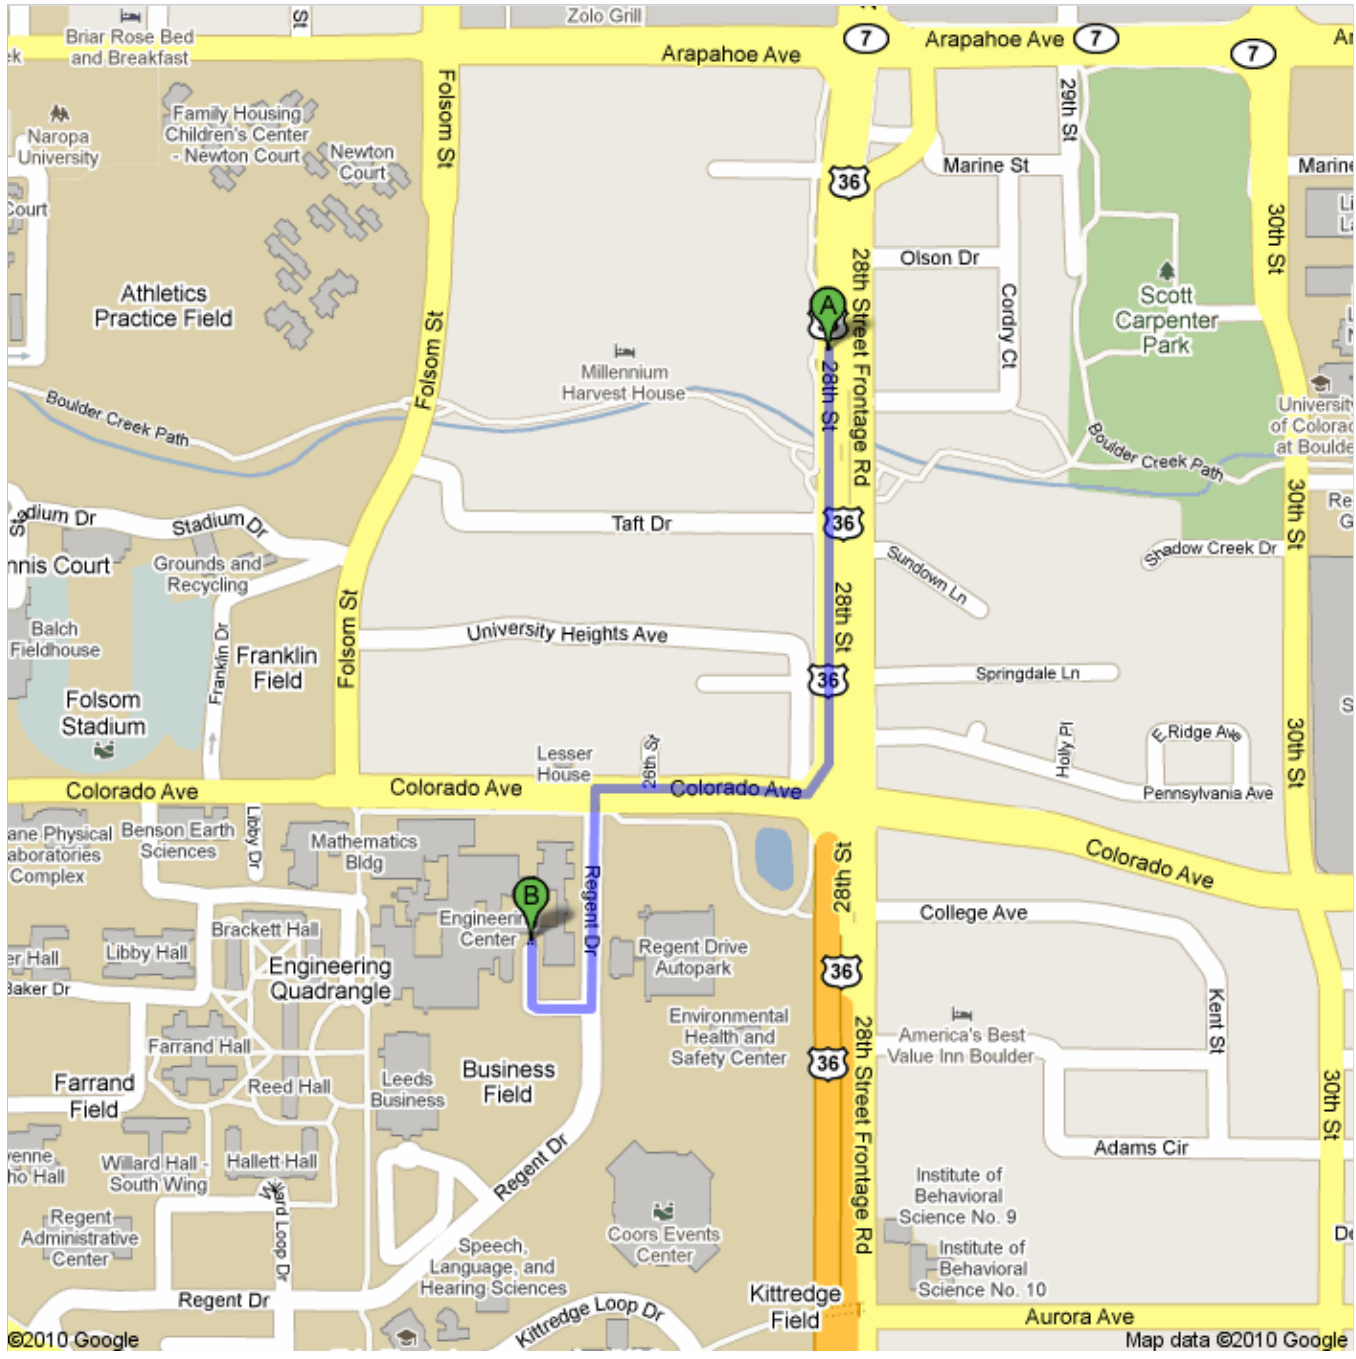 Zolo Grill
St
Briar Rose Bed
and Breakfast
ek
Arapahoe Ave
7
Arapahoe Ave
7
7
Naropa
University
Family Housing
Children's Center
- Newton Court
Newton
Court
Folsom St
29th St
Marine St
Marine
36
Court
Olson Dr
30th St
28th Street Frontage Rd
Cordry Ct
Scott
Carpenter
Park
Athletics
Practice Field
A
Folsom St
Millennium
Harvest House
28th St
University
of Colorad
at Boulde
Boulder Creek Path
Boulder Creek Path
Stadium Dr
Stadium Dr
Taft Dr
36
30th St
Shadow Creek Dr
Sundown Ln
nnis Court
Grounds and
Recycling
Folsom St
28th St
Balch
Fieldhouse
University Heights Ave
Franklin Dr
Franklin
Field
36
Springdale Ln
Folsom
Stadium
30th St
Holly Pl
E Ridge Ave
Lesser
House
26th St
Colorado Ave
Colorado Ave
Colorado Ave
Pennsylvania Ave
ane Physical
aboratories
Complex
Benson Earth
Sciences
Libby Dr
Mathematics
Bldg
Regent Dr
28th St
Colorado Ave
B
Engineering
Center
College Ave
Brackett Hall
er Hall
Libby Hall
Engineering
Quadrangle
Regent Drive
Autopark
36
Baker Dr
Kent St
Environmental
Health and
Safety Center
America's Best
Value Inn Boulder
28th Street Frontage Rd
Farrand Hall
36
Farrand
Field
Reed Hall
Leeds
Business
Business
Field
30th St
yenne
ho Hall
Willard Hall -
South Wing
Hallett Hall
Regent Dr
Adams Cir
Institute of
Behavioral
Science No. 9
Regent
Administrative
Center
Willard Loop Dr
Coors Events
Center
Institute of
Behavioral
Science No. 10
De
Speech,
Language, and
Hearing Sciences
Regent Dr
Kittredge Loop Dr
Kittredge
Field
Aurora Ave
©2010 Google
Map data ©2010 Google